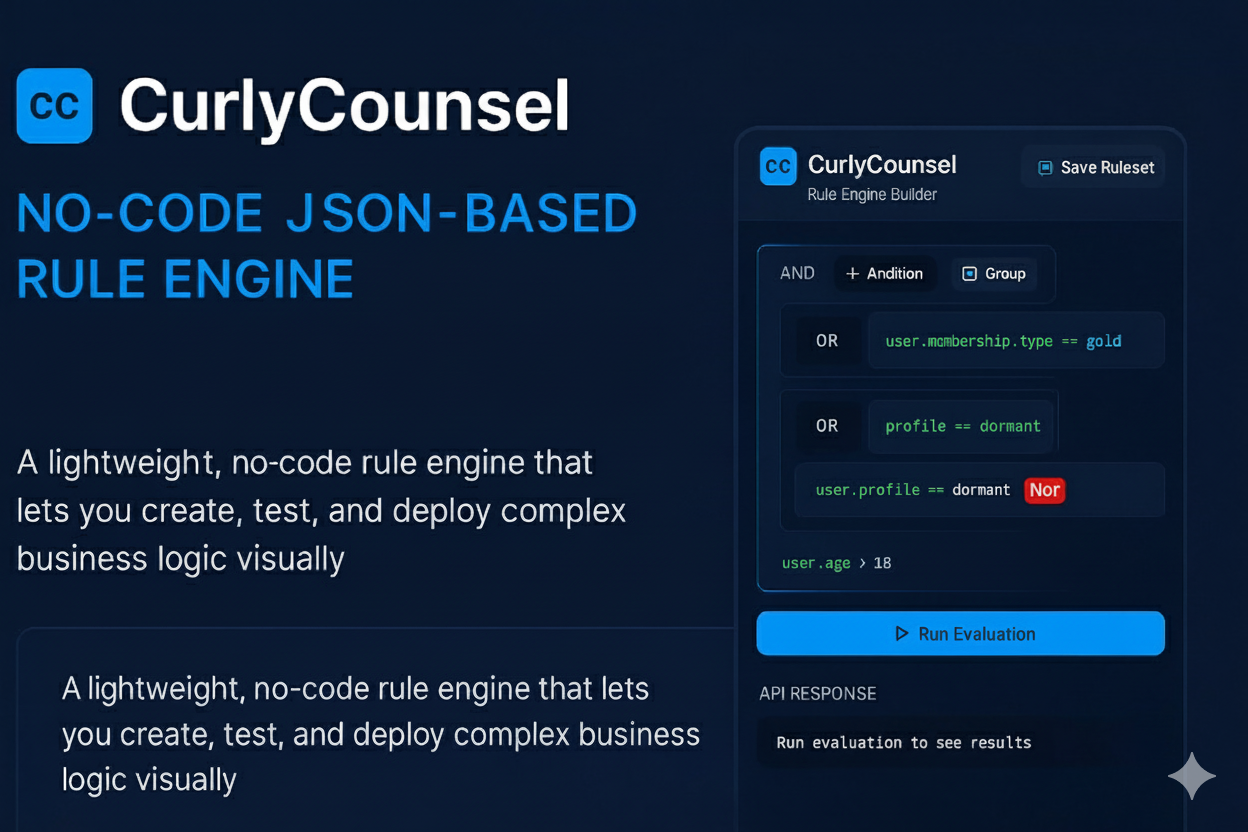 CC CurlyCounsel
NO-CODE JSON-BASED
RULE ENGINE
A lightweight, no-code rule engine that
lets you create, test, and deploy complex
business logic visually
A lightweight, no-code rule engine that lets
you create, test, and deploy complex business
logic visually
CC CurlyCounsel
Rule Engine Builder
Save Ruleset
AND + Andition Group
OR user.mombership.type == gold
OR profile == dormant
user.profile == dormant Nor
user.age > 18
Run Evaluation
API RESPONSE
Run evaluation to see results